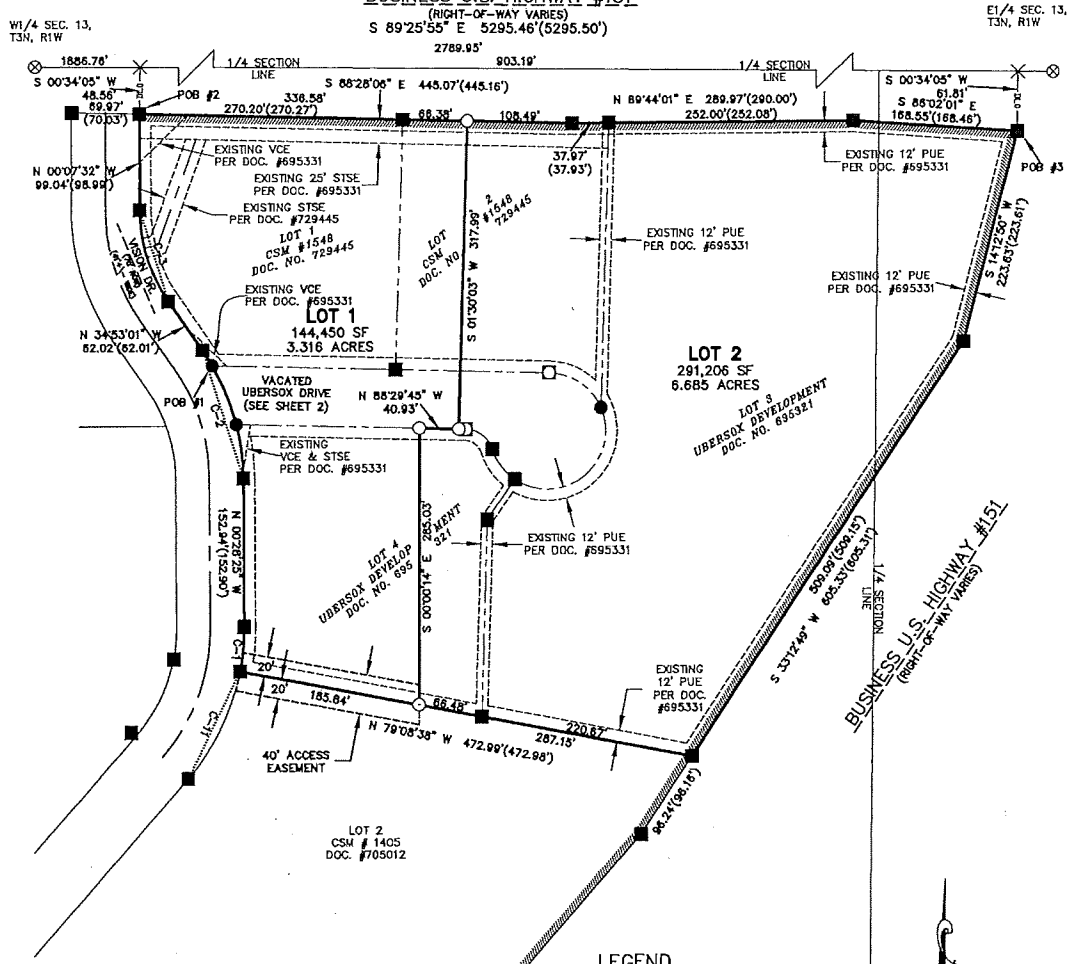 (RIGHT-OF-WAY VARIES)
S 89°25'55" E 5295.46'(5295.50')
W1/4 SEC. 13,
T3N, R1W
E1/4 SEC. 13,
T3N, R1W
2789.95'
1886.76'
1/4 SECTION
LINE
903.19'
1/4 SECTION
LINE
S 00°34'05" W
48.56'
69.97'
(70.03')
POB #2
S 88°28'06" E 445.07'(445.16')
336.58'
270.20'(270.27')
66.38'
108.49'
N 89°44'01" E 289.97'(290.00')
252.00'(252.08')
S 00°34'05" W
61.81'
S 86°02'01" E
168.55'(168.46')
POB #3
37.97'
(37.93')
N 00°07'32" W
99.04'(98.99')
EXISTING VCE
PER DOC. #695331
EXISTING 25' STSE
PER DOC. #695331
EXISTING STSE
PER DOC. #729445
EXISTING 12' PUE
PER DOC. #695331
EXISTING 12' PUE
PER DOC. #695331
EXISTING 12' PUE
PER DOC. #695331
S 14°12'50" W
223.63'(223.61')
LOT 1
CSM #1548
DOC. NO. 729445
LOT 2
CSM #1548
DOC. NO. 729445
S 01°30'03" W 317.99'
VISION DR.
EXISTING VCE
PER DOC. #695331
LOT 1
144,450 SF
3.316 ACRES
LOT 2
291,206 SF
6.685 ACRES
N 34°53'01" W
62.02'(62.01')
POB #1
C-2
VACATED
UBERSOX DRIVE
(SEE SHEET 2)
N 88°29'45" W
40.93'
LOT 3
UBERSOX DEVELOPMENT
DOC. NO. 695321
EXISTING
VCE & STSE
PER DOC. #695331
N 00°28'25" W
152.94'(152.90')
S 00°00'14" E 285.03'
LOT 4
UBERSOX DEVELOPMENT
DOC. NO. 695321
EXISTING 12' PUE
PER DOC. #695331
509.09'(509.15')
S 33°12'49" W 605.33'(605.31')
1/4 SECTION
LINE
BUSINESS U.S. HIGHWAY #151
(RIGHT-OF-WAY VARIES)
C-1
20'
20'
185.84'
66.48'
220.67'
287.15'
N 79°08'38" W 472.99'(472.98')
EXISTING
12' PUE
PER DOC.
#695331
40' ACCESS
EASEMENT
C-11
96.24'(96.16')
LOT 2
CSM # 1405
DOC. #705012
LEGEND